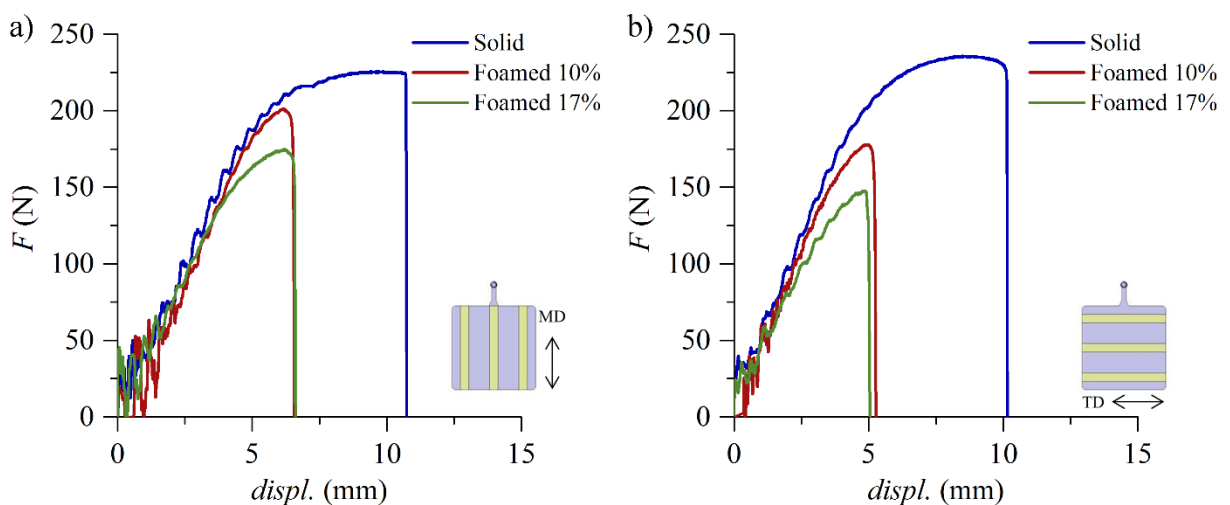 a)
250
200
150
100
50
0
F (N)
0 5 10 15
displ. (mm)
Solid
Foamed 10%
Foamed 17%
MD
b)
250
200
150
100
50
0
F (N)
0 5 10 15
displ. (mm)
Solid
Foamed 10%
Foamed 17%
TD